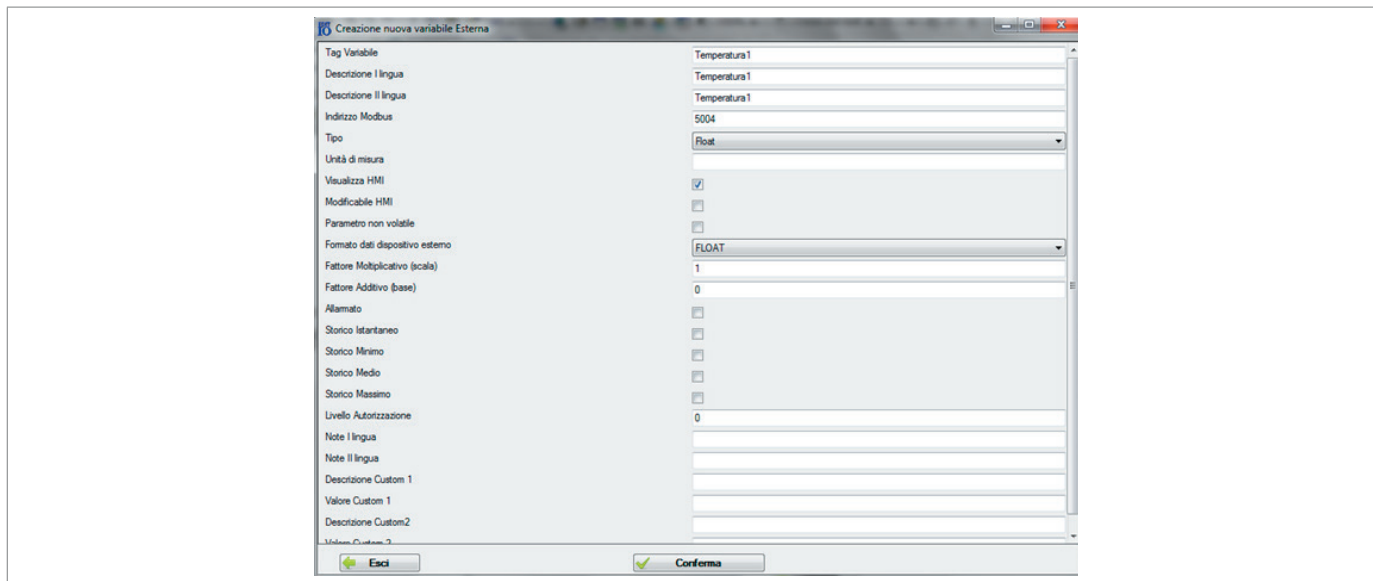 Creazione nuova variabile Esterna
Tag Variabile Temperatura1
Descrizione I lingua Temperatura1
Descrizione II lingua Temperatura1
Indirizzo Modbus 5004
Tipo Float
Unità di misura
Visualizza HMI
Modificabile HMI
Parametro non volatile
Formato dati dispositivo esterno FLOAT
Fattore Moltiplicativo (scala) 1
Fattore Additivo (base) 0
Allarmato
Storico Istantaneo
Storico Minimo
Storico Medio
Storico Massimo
Livello Autorizzazione 0
Note I lingua
Note II lingua
Descrizione Custom 1
Valore Custom 1
Descrizione Custom2
Valore Custom 2
Esci Conferma